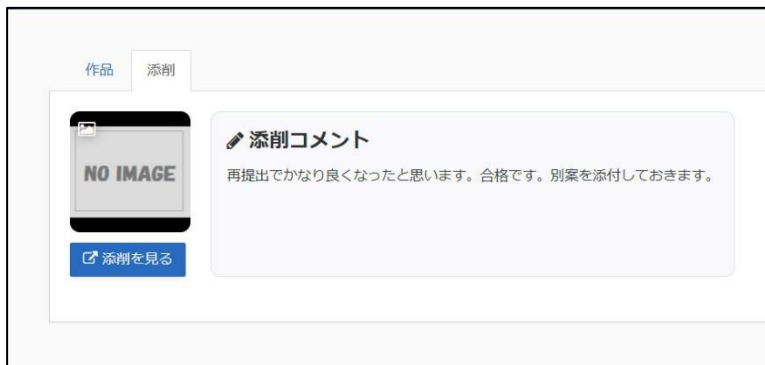 作品
添削
NO IMAGE
添削を見る
添削コメント
再提出でかなり良くなったと思います。合格です。別案を添付しておきます。